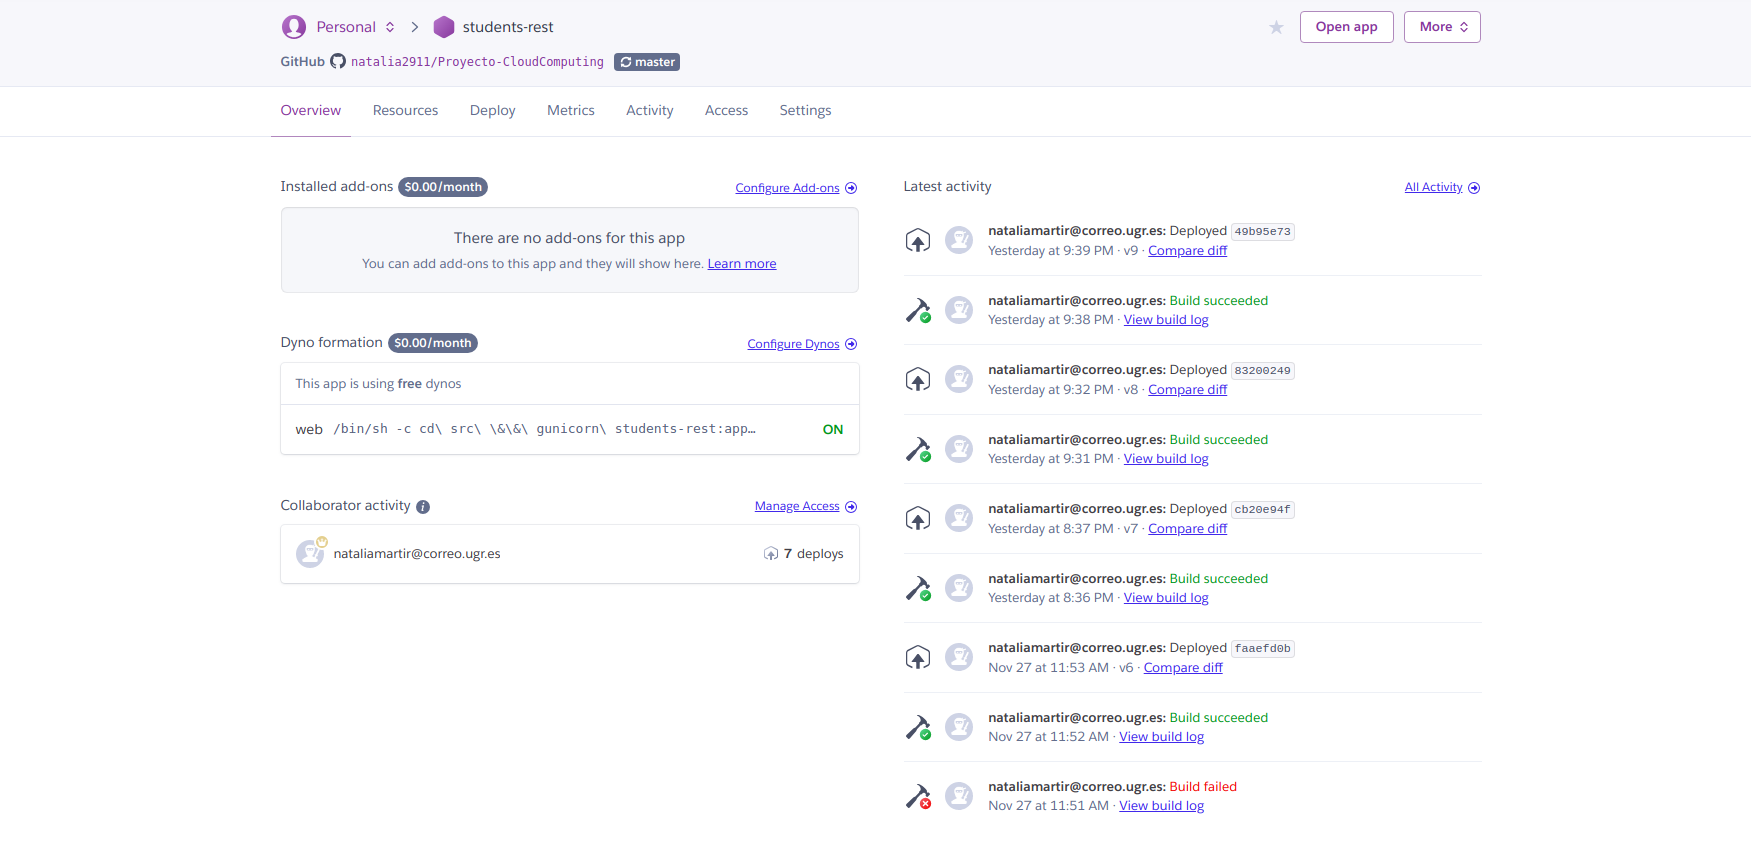 Personal > students-rest
Open app
More
GitHub natalia2911/Proyecto-CloudComputing master
Overview Resources Deploy Metrics Activity Access Settings
Installed add-ons $0.00/month
Configure Add-ons
There are no add-ons for this app
You can add add-ons to this app and they will show here. Learn more
Dyno formation $0.00/month
Configure Dynos
This app is using free dynos
web /bin/sh -c cd\ src\ \&\&\ gunicorn\ students-rest:app…
ON
Collaborator activity i
Manage Access
nataliamartir@correo.ugr.es
7 deploys
Latest activity
All Activity
nataliamartir@correo.ugr.es: Deployed 49b95e73
Yesterday at 9:39 PM · v9 · Compare diff
nataliamartir@correo.ugr.es: Build succeeded
Yesterday at 9:38 PM · View build log
nataliamartir@correo.ugr.es: Deployed 83200249
Yesterday at 9:32 PM · v8 · Compare diff
nataliamartir@correo.ugr.es: Build succeeded
Yesterday at 9:31 PM · View build log
nataliamartir@correo.ugr.es: Deployed cb20e94f
Yesterday at 8:37 PM · v7 · Compare diff
nataliamartir@correo.ugr.es: Build succeeded
Yesterday at 8:36 PM · View build log
nataliamartir@correo.ugr.es: Deployed faaefd0b
Nov 27 at 11:53 AM · v6 · Compare diff
nataliamartir@correo.ugr.es: Build succeeded
Nov 27 at 11:52 AM · View build log
nataliamartir@correo.ugr.es: Build failed
Nov 27 at 11:51 AM · View build log